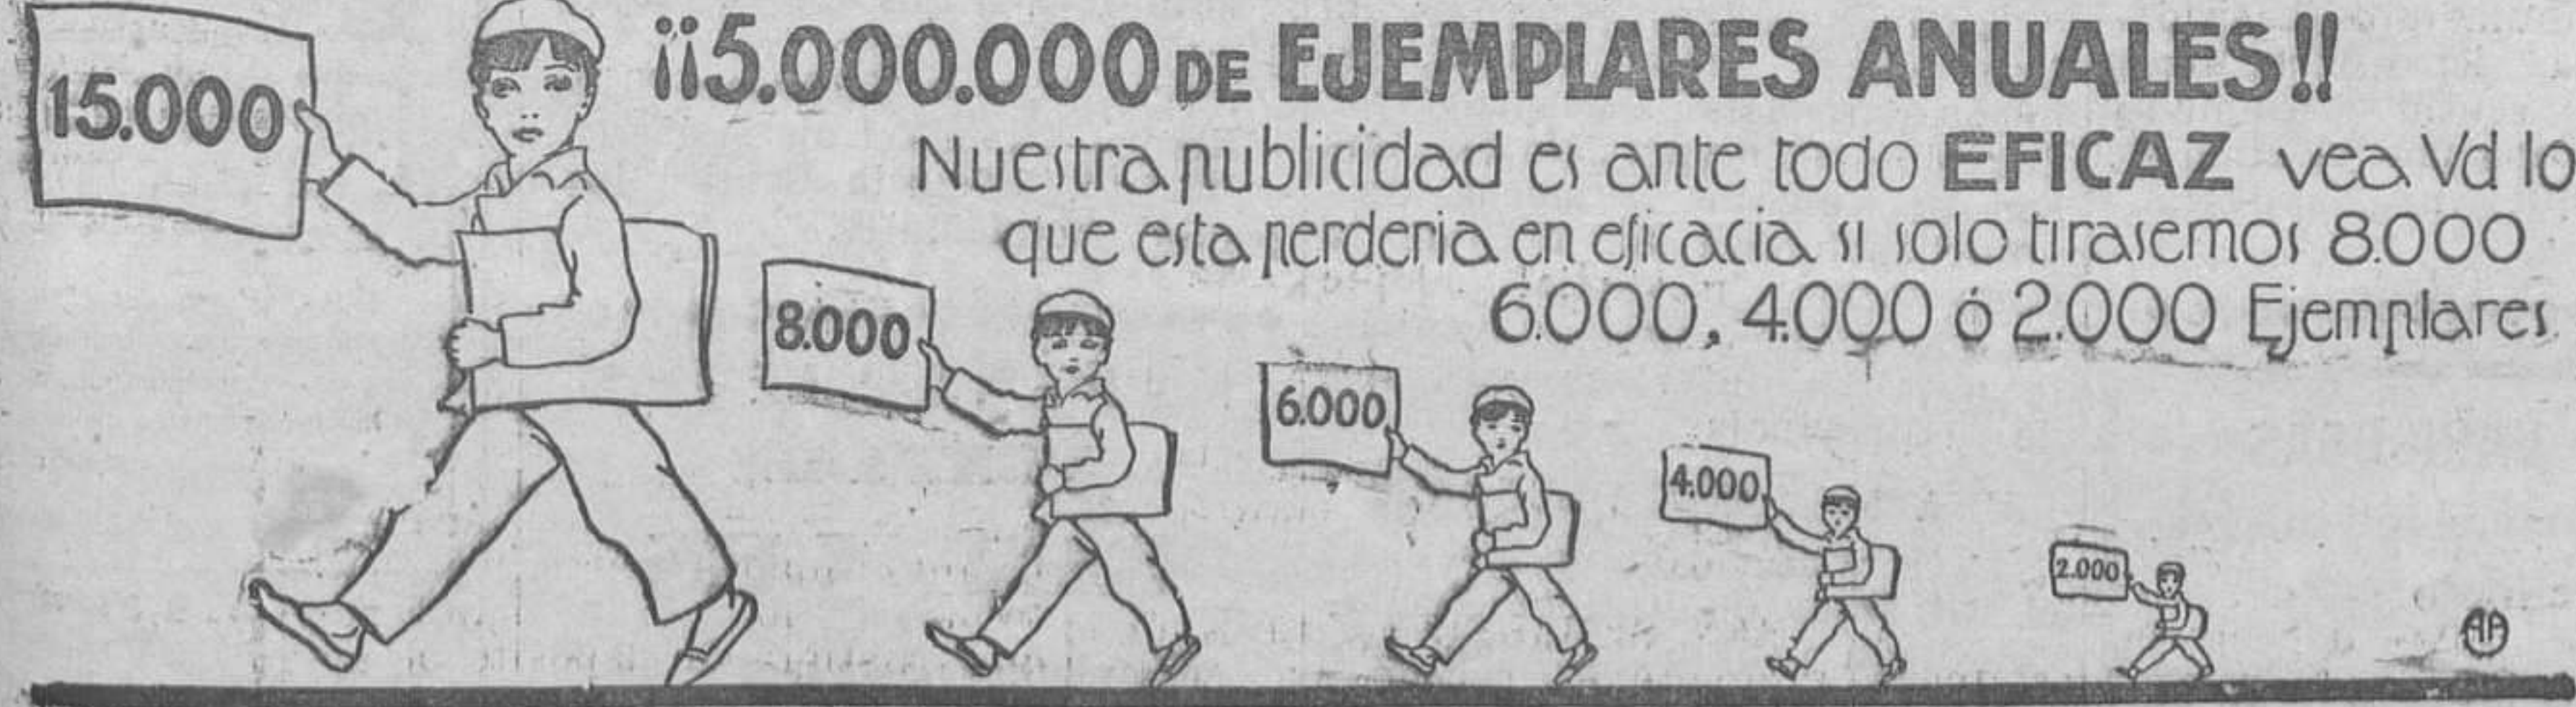 ¡¡5.000.000 DE EJEMPLARES ANUALES!!
Nuestra publicidad es ante todo EFICAZ vea Vd lo
que esta perderia en eficacia si solo tirasemos 8.000
6.000, 4.000 ó 2.000 Ejemplares.
15.000
8.000
6.000
4.000
2.000
AA